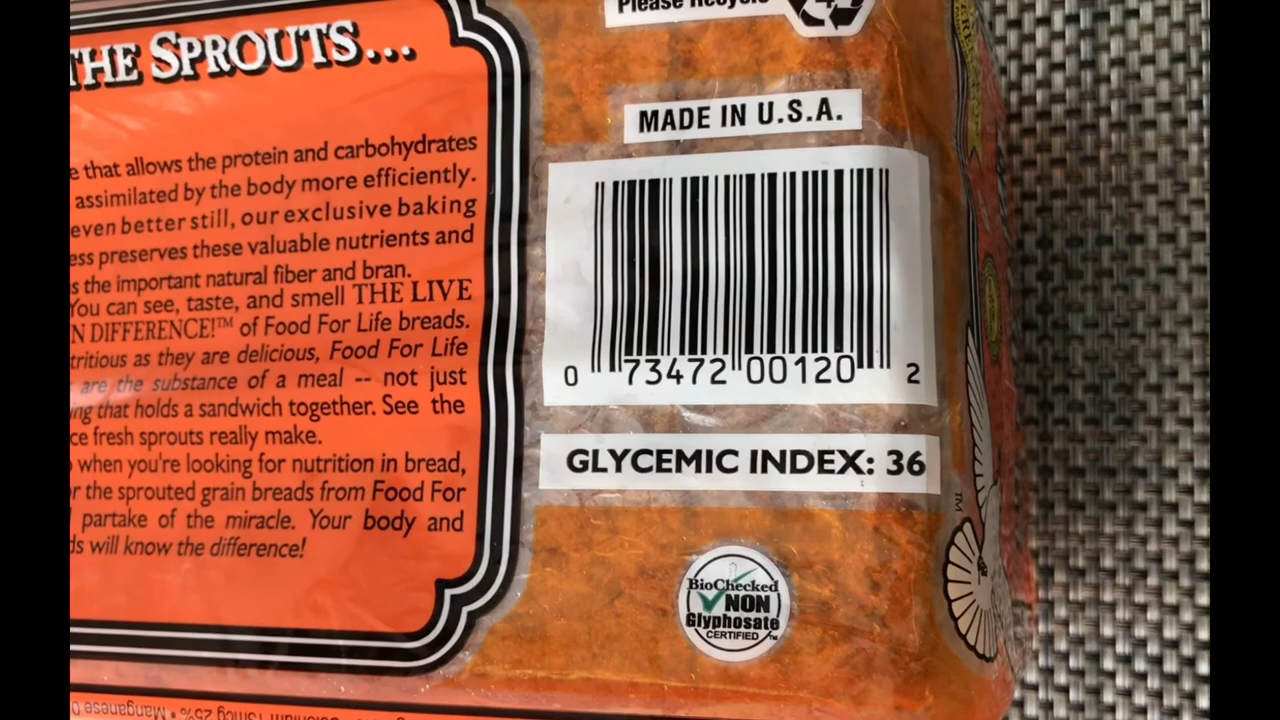 THE SPROUTS...
that allows the protein and carbohydrates
assimilated by the body more efficiently.
even better still, our exclusive baking
preserves these valuable nutrients and
the important natural fiber and bran.
You can see, taste, and smell THE LIVE
DIFFERENCE!™ of Food For Life breads.
as they are delicious, Food For Life
are the substance of a meal -- not just
that holds a sandwich together. See the
fresh sprouts really make.
when you're looking for nutrition in bread,
the sprouted grain breads from Food For
partake of the miracle. Your body and
will know the difference!
Please Recycle
4
MADE IN U.S.A.
0 73472 00120 2
GLYCEMIC INDEX: 36
BioChecked
NON
Glyphosate
CERTIFIED™
TM
Manganese
25% •